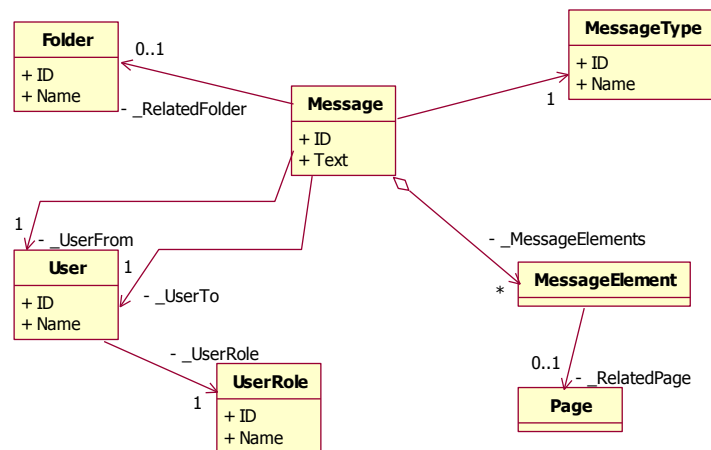 Folder
+ ID
+ Name
0..1
- _RelatedFolder
Message
+ ID
+ Text
MessageType
+ ID
+ Name
1
1
- _UserFrom
User
+ ID
+ Name
1
- _UserTo
- _MessageElements
*
MessageElement
- _UserRole
1
UserRole
+ ID
+ Name
0..1
- _RelatedPage
Page